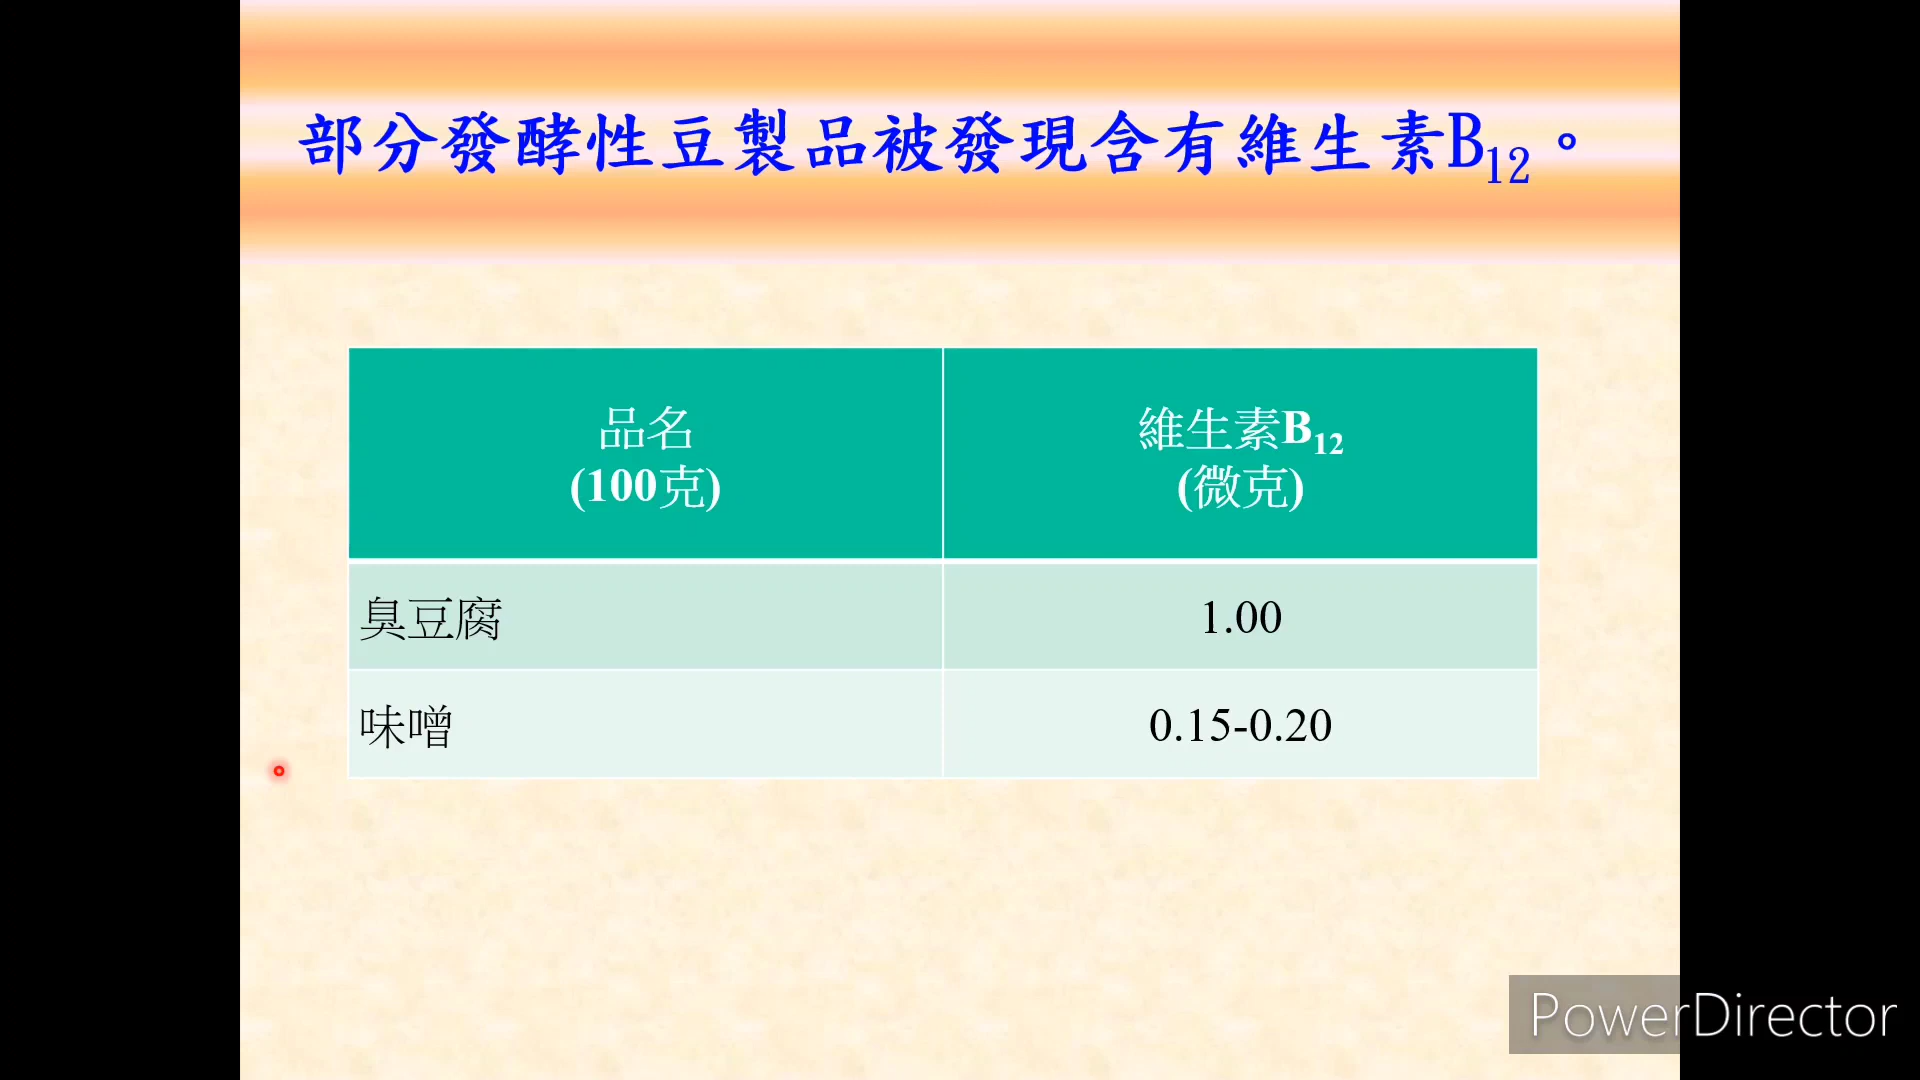 部分發酵性豆製品被發現含有維生素B₁₂。
品名
(100克)
維生素B₁₂
(微克)
臭豆腐
1.00
味噌
0.15-0.20
PowerDirector